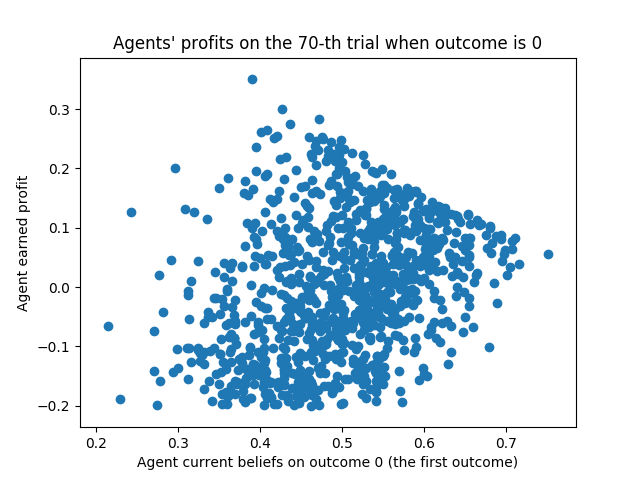 Agents' profits on the 70-th trial when outcome is 0
Agent earned profit
0.3
0.2
0.1
0.0
−0.1
−0.2
0.2 0.3 0.4 0.5 0.6 0.7
Agent current beliefs on outcome 0 (the first outcome)